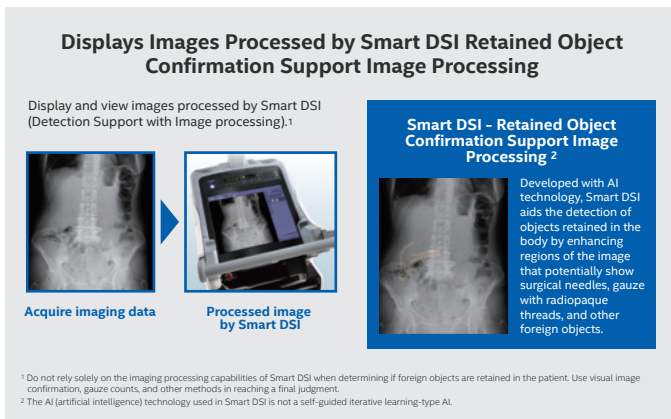 Displays Images Processed by Smart DSI Retained Object
Confirmation Support Image Processing
Display and view images processed by Smart DSI
(Detection Support with Image processing).¹
Acquire imaging data
Processed image
by Smart DSI
Smart DSI – Retained Object
Confirmation Support Image
Processing ²
Developed with AI
technology, Smart DSI
aids the detection of
objects retained in the
body by enhancing
regions of the image
that potentially show
surgical needles, gauze
with radiopaque
threads, and other
foreign objects.
¹ Do not rely solely on the imaging processing capabilities of Smart DSI when determining if foreign objects are retained in the patient. Use visual image
confirmation, gauze counts, and other methods in reaching a final judgment.
² The AI (artificial intelligence) technology used in Smart DSI is not a self-guided iterative learning-type AI.